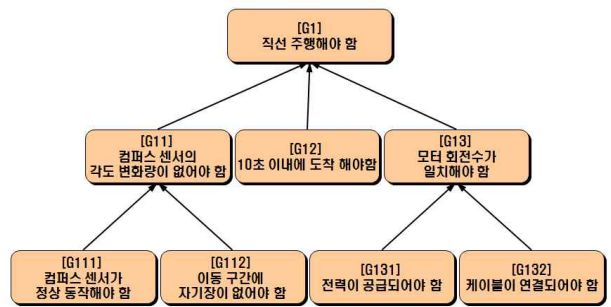 [G1]
직선 주행해야 함
[G11]
컴퍼스 센서의
각도 변화량이 없어야 함
[G12]
10초 이내에 도착 해야함
[G13]
모터 회전수가
일치해야 함
[G111]
컴퍼스 센서가
정상 동작해야 함
[G112]
이동 구간에
자기장이 없어야 함
[G131]
전력이 공급되어야 함
[G132]
케이블이 연결되어야 함